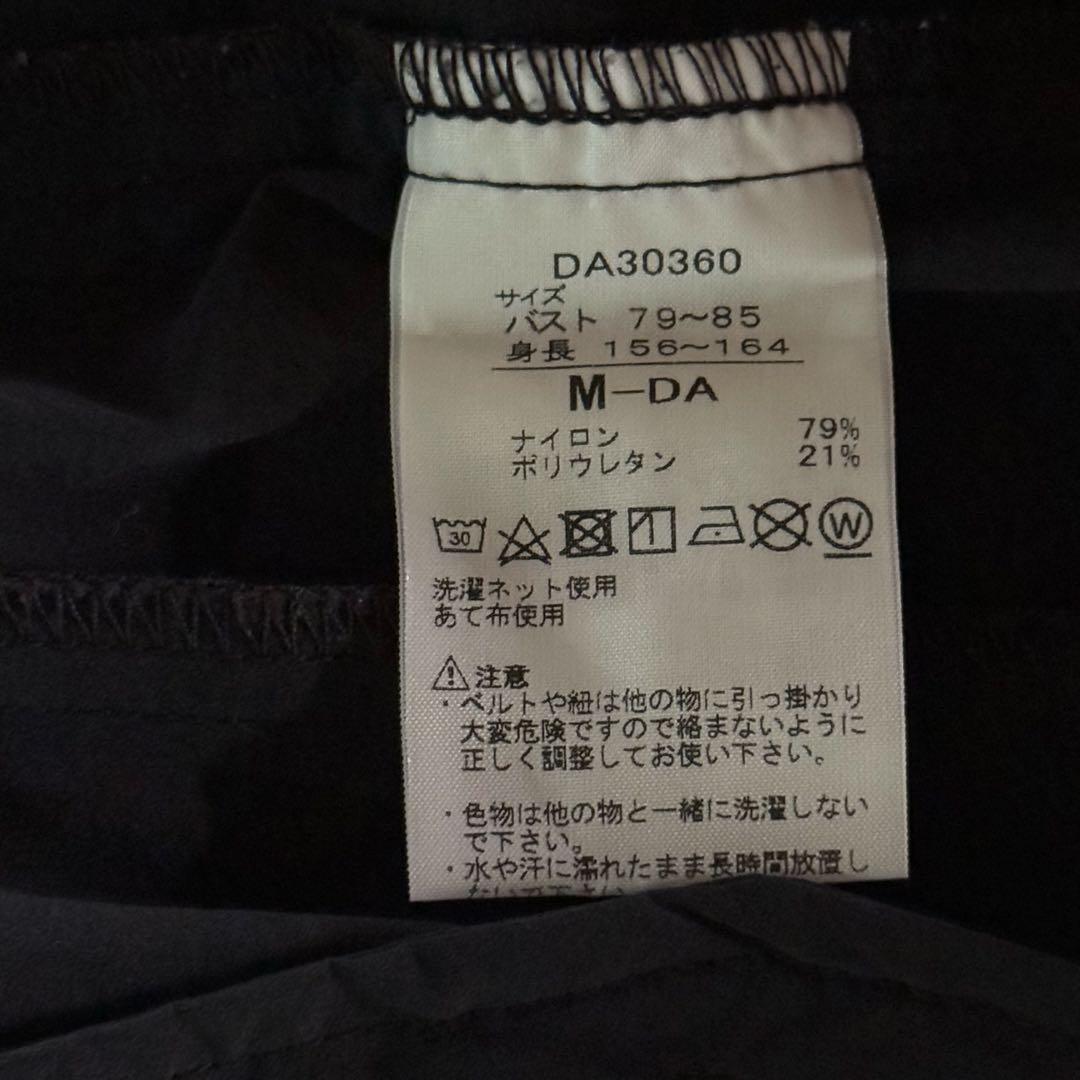 DA30360
サイズ
バスト 79～85
身長 156～164
M－DA
ナイロン 79%
ポリウレタン 21%
30
W
洗濯ネット使用
あて布使用
注意
・ベルトや紐は他の物に引っ掛かり
大変危険ですので絡まないように
正しく調整してお使い下さい。
・色物は他の物と一緒に洗濯しない
で下さい。
・水や汗に濡れたまま長時間放置し
ないで下さい